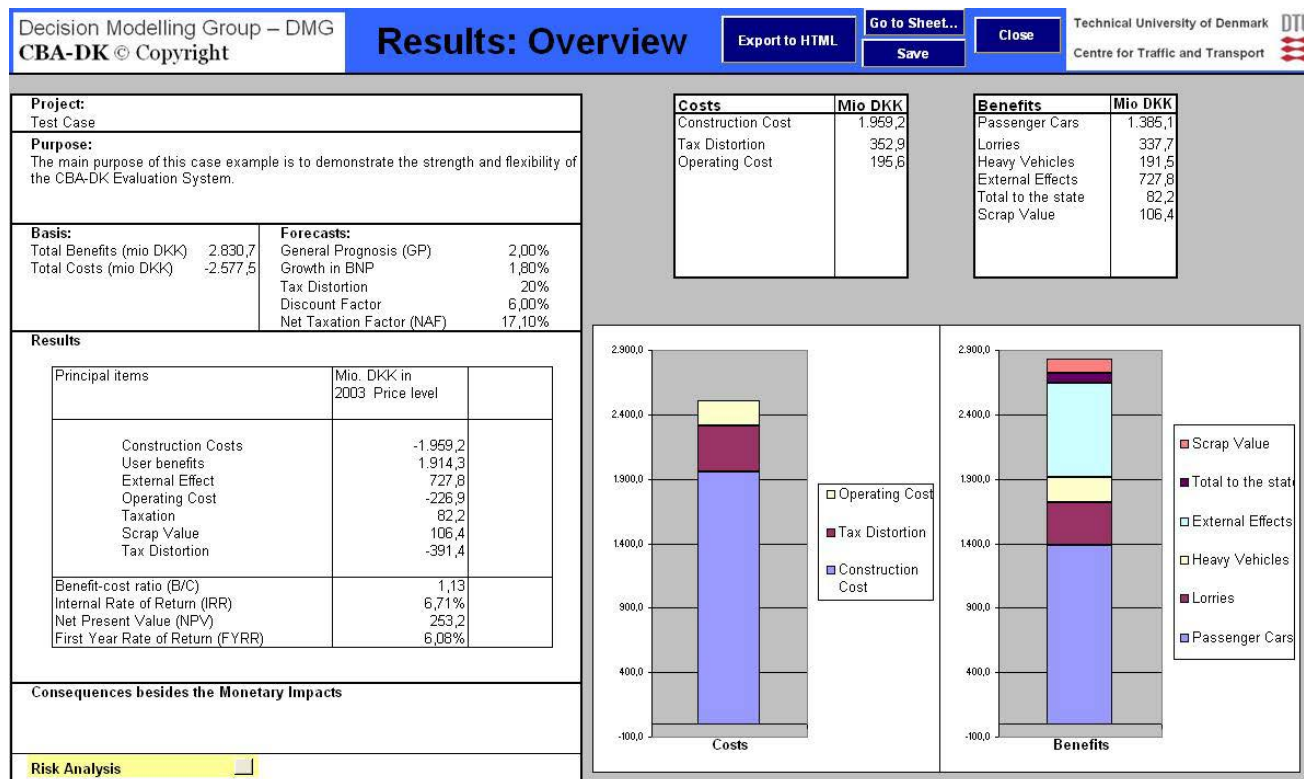 Decision Modelling Group – DMG
CBA-DK © Copyright
Results: Overview
Export to HTML
Go to Sheet...
Save
Close
Technical University of Denmark
Centre for Traffic and Transport
DTU
Project:
Test Case
Purpose:
The main purpose of this case example is to demonstrate the strength and flexibility of
the CBA-DK Evaluation System.
Basis:
Total Benefits (mio DKK) 2.830,7
Total Costs (mio DKK) -2.577,5
Forecasts:
General Prognosis (GP) 2,00%
Growth in BNP 1,80%
Tax Distortion 20%
Discount Factor 6,00%
Net Taxation Factor (NAF) 17,10%
Results
Principal items Mio. DKK in
2003 Price level
Construction Costs -1.959,2
User benefits 1.914,3
External Effect 727,8
Operating Cost -226,9
Taxation 82,2
Scrap Value 106,4
Tax Distortion -391,4
Benefit-cost ratio (B/C) 1,13
Internal Rate of Return (IRR) 6,71%
Net Present Value (NPV) 253,2
First Year Rate of Return (FYRR) 6,08%
Consequences besides the Monetary Impacts
Risk Analysis
Costs Mio DKK
Construction Cost 1.959,2
Tax Distortion 352,9
Operating Cost 195,6
Benefits Mio DKK
Passenger Cars 1.385,1
Lorries 337,7
Heavy Vehicles 191,5
External Effects 727,8
Total to the state 82,2
Scrap Value 106,4
2.900,0
2.400,0
1.900,0
1.400,0
900,0
400,0
-100,0
Costs
Operating Cost
Tax Distortion
Construction
Cost
2.900,0
2.400,0
1.900,0
1.400,0
900,0
400,0
-100,0
Benefits
Scrap Value
Total to the stat
External Effects
Heavy Vehicles
Lorries
Passenger Cars